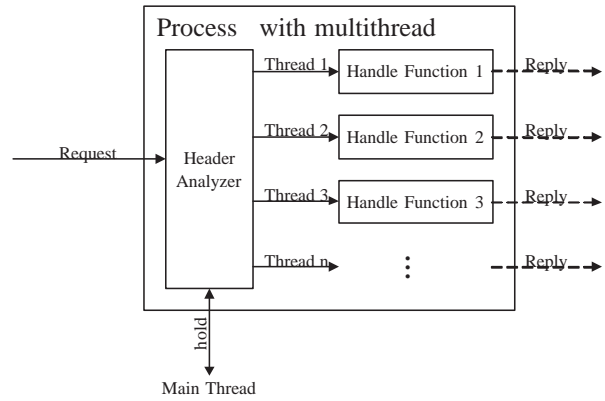 Process with multithread
Request
Header
Analyzer
Thread 1
Handle Function 1
Reply
Thread 2
Handle Function 2
Reply
Thread 3
Handle Function 3
Reply
Thread n
⋮
Reply
hold
Main Thread